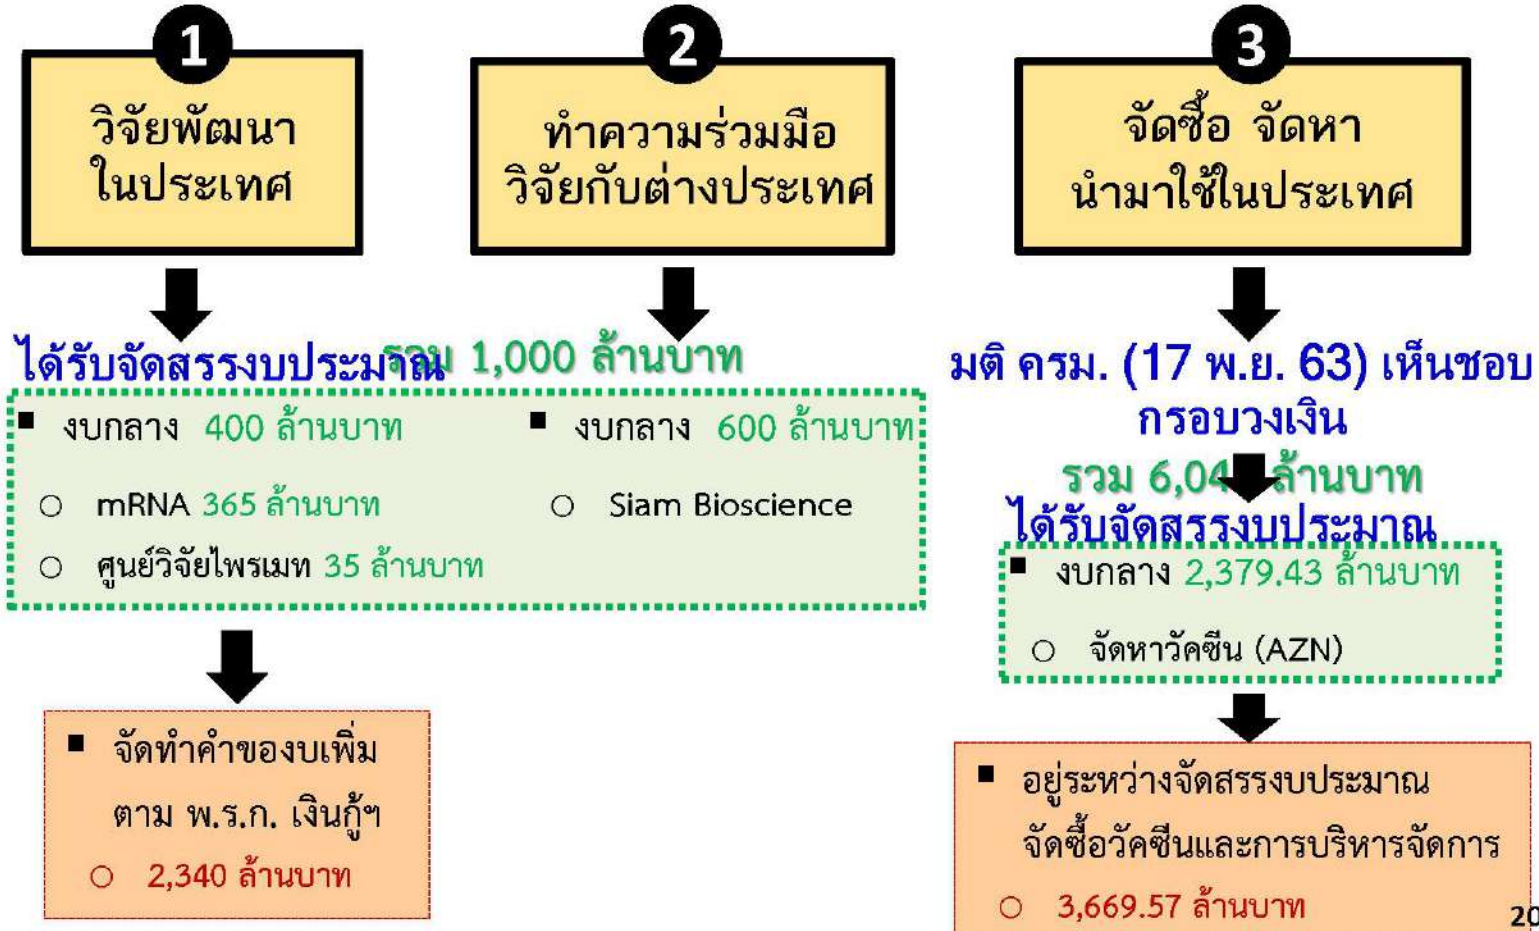 1
วิจัยพัฒนา
ในประเทศ
2
ทำความร่วมมือ
วิจัยกับต่างประเทศ
3
จัดซื้อ จัดหา
นำมาใช้ในประเทศ
ได้รับจัดสรรงบประมาณ
รวม 1,000 ล้านบาท
■ งบกลาง 400 ล้านบาท
○ mRNA 365 ล้านบาท
○ ศูนย์วิจัยไพรเมท 35 ล้านบาท
■ งบกลาง 600 ล้านบาท
○ Siam Bioscience
■ จัดทำคำของบเพิ่ม
ตาม พ.ร.ก. เงินกู้ฯ
○ 2,340 ล้านบาท
มติ ครม. (17 พ.ย. 63) เห็นชอบ
กรอบวงเงิน
รวม ล้านบาท
ได้รับจัดสรรงบประมาณ
■ งบกลาง 2,379.43 ล้านบาท
○ จัดหาวัคซีน (AZN)
■ อยู่ระหว่างจัดสรรงบประมาณ
จัดซื้อวัคซีนและการบริหารจัดการ
○ 3,669.57 ล้านบาท
20